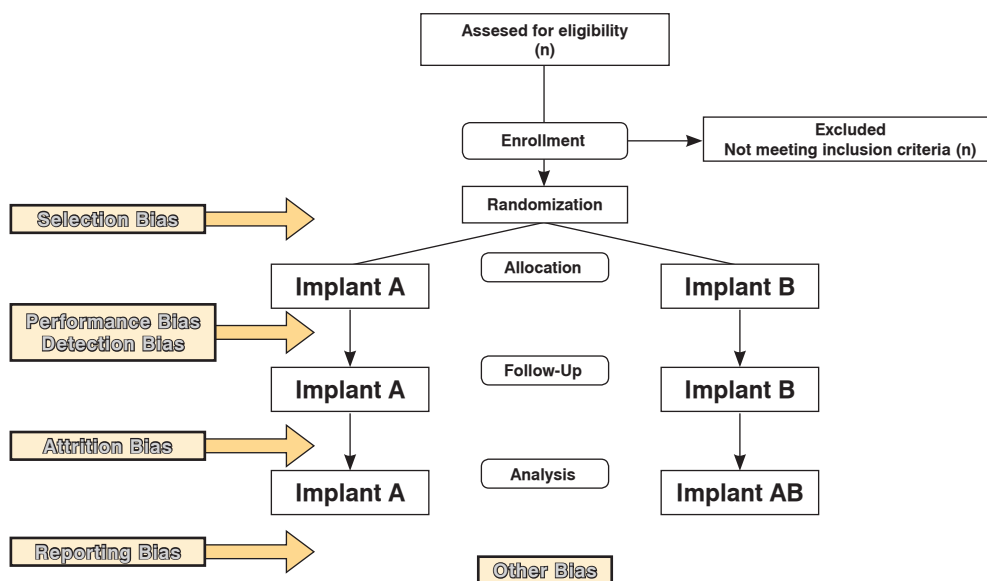 Assesed for eligibility
(n)
Enrollment
Excluded
Not meeting inclusion criteria (n)
Randomization
Selection Bias
Allocation
Implant A
Implant B
Performance Bias
Detection Bias
Follow-Up
Implant A
Implant B
Attrition Bias
Analysis
Implant A
Implant AB
Reporting Bias
Other Bias